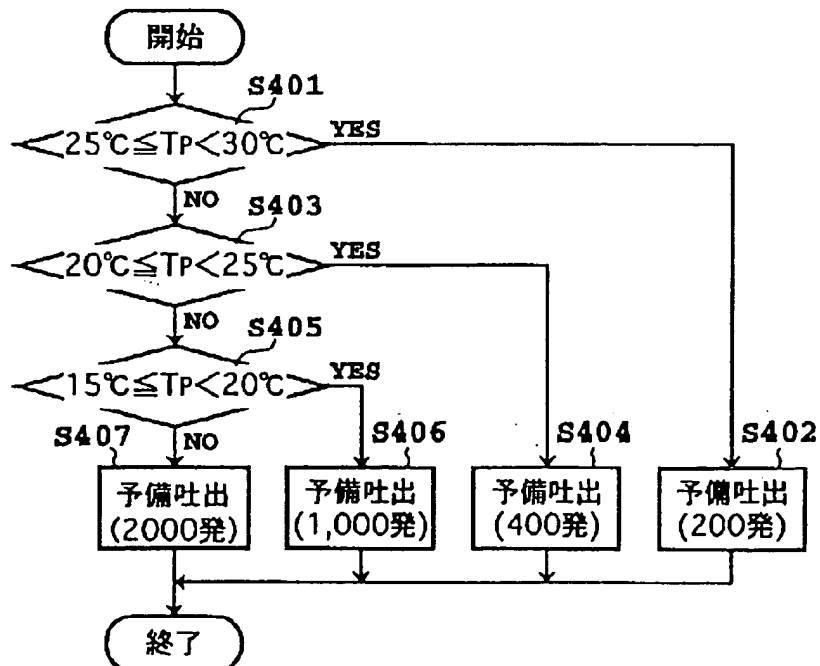 開始
S401
25℃≦TP<30℃
YES
NO
S403
20℃≦TP<25℃
YES
NO
S405
15℃≦TP<20℃
YES
NO
S407
S406
S404
S402
予備吐出
(2000発)
予備吐出
(1,000発)
予備吐出
(400発)
予備吐出
(200発)
終了